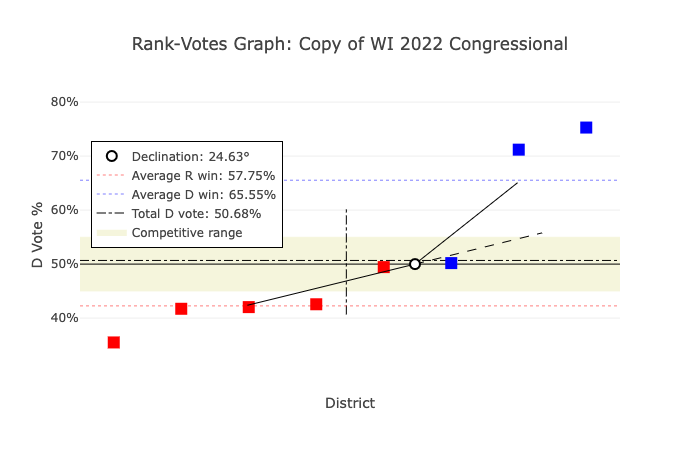 Rank-Votes Graph: Copy of WI 2022 Congressional
80%
70%
60%
50%
40%
D Vote %
Declination: 24.63°
Average R win: 57.75%
Average D win: 65.55%
Total D vote: 50.68%
Competitive range
District